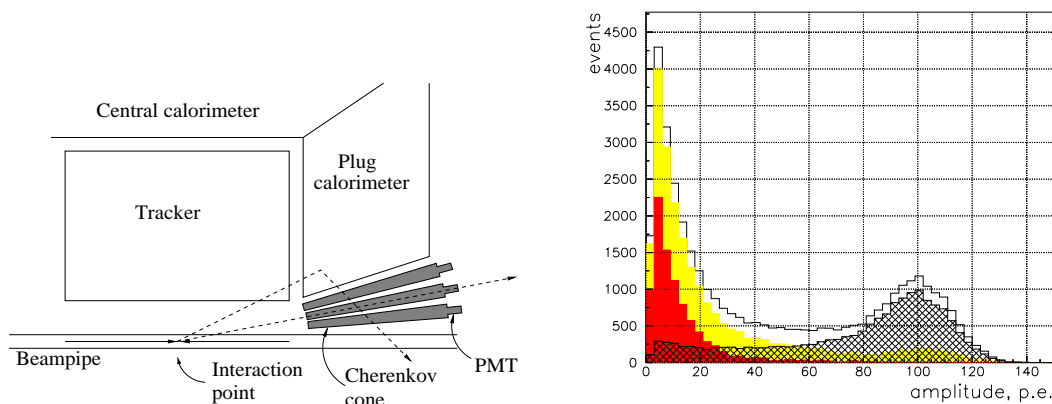 Central calorimeter
Plug
calorimeter
Tracker
Beampipe
Interaction
point
Cherenkov
cone
PMT
events
4500
4000
3500
3000
2500
2000
1500
1000
500
0
0 20 40 60 80 100 120 140
amplitude, p.e.